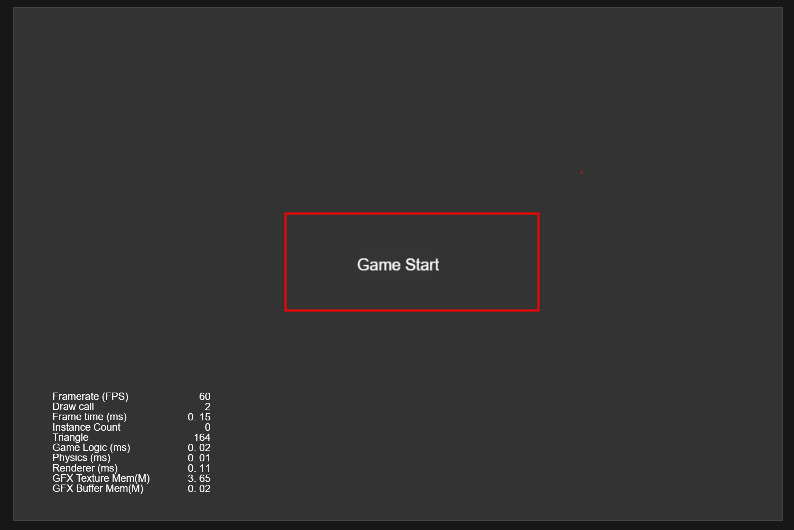 Game Start
Framerate (FPS) 60
Draw call 2
Frame time (ms) 0. 15
Instance Count 0
Triangle 164
Game Logic (ms) 0. 02
Physics (ms) 0. 01
Renderer (ms) 0. 11
GFX Texture Mem(M) 3. 65
GFX Buffer Mem(M) 0. 02